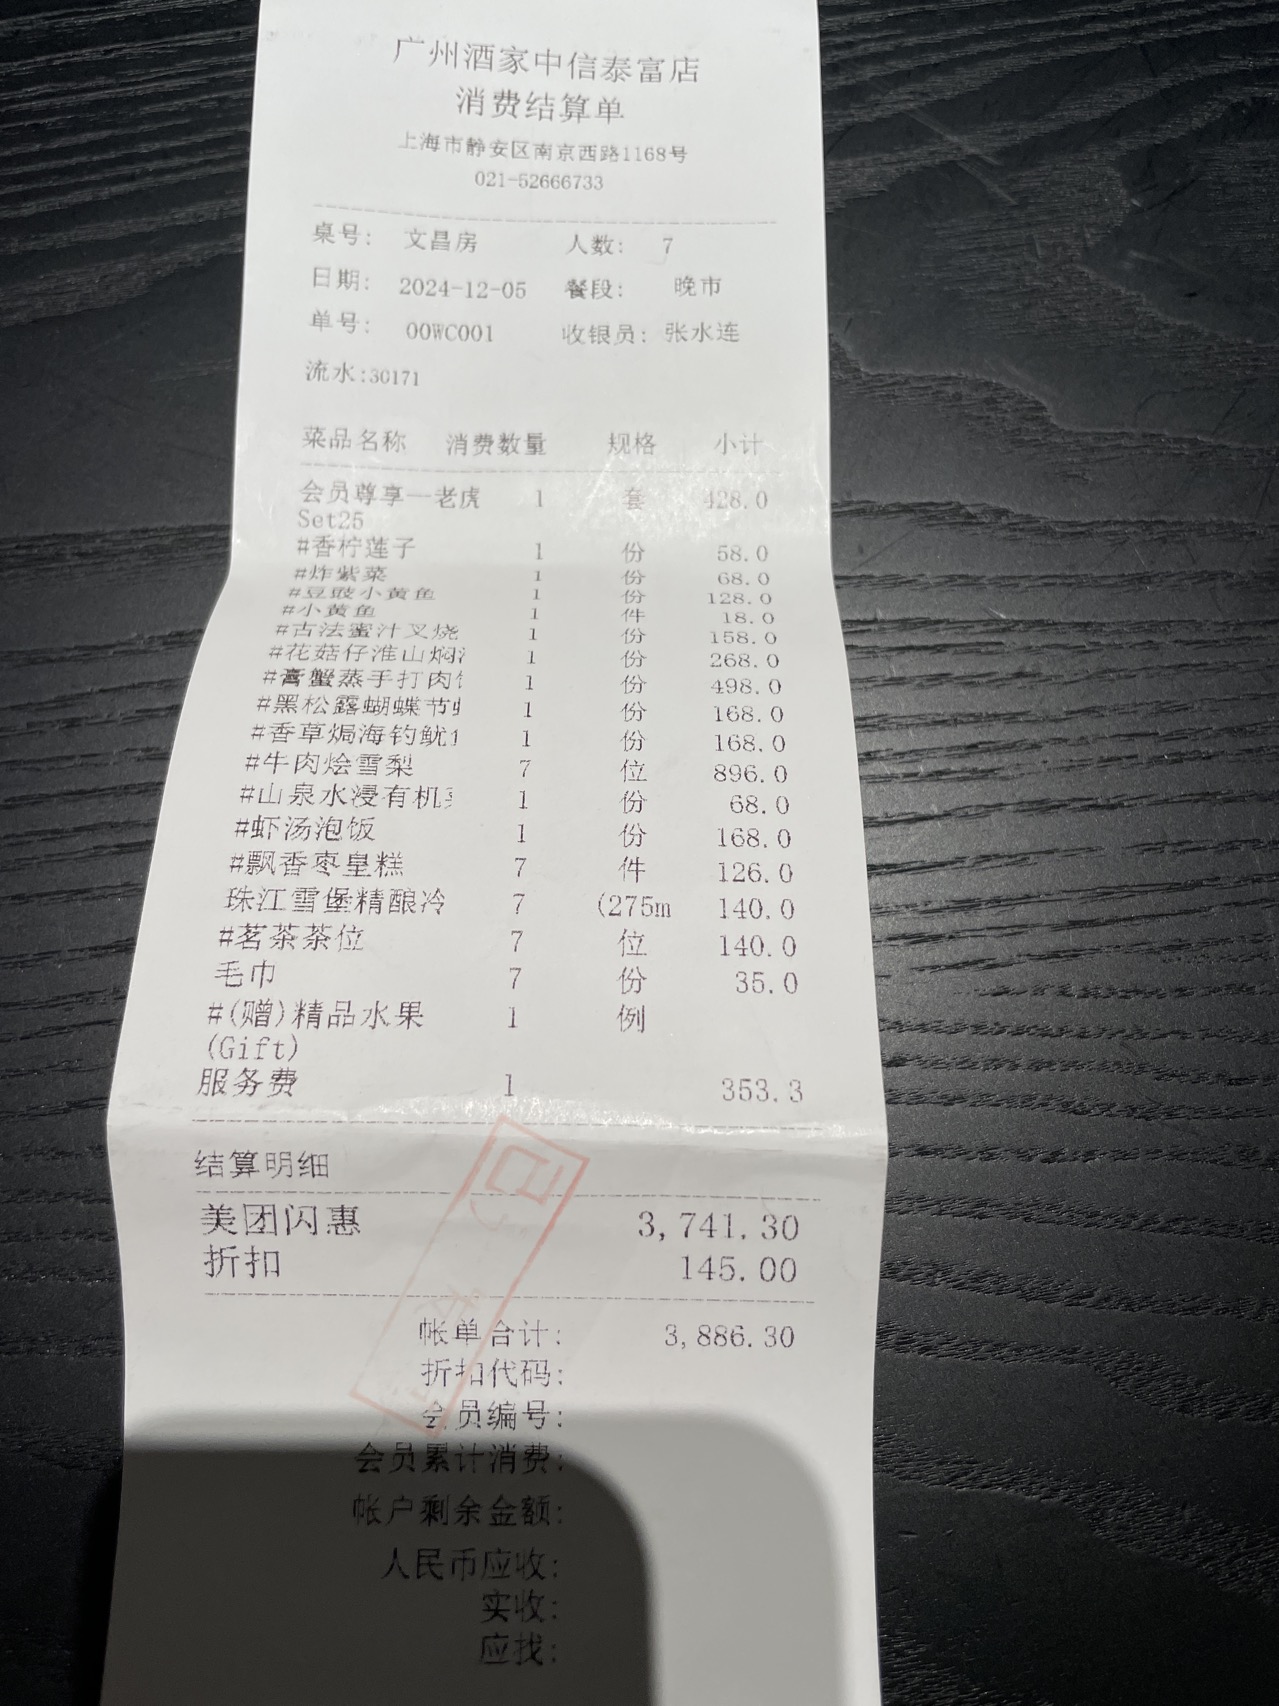 广州酒家中信泰富店
消费结算单
上海市静安区南京西路1168号
021-52666733
桌号: 文昌房 人数: 7
日期: 2024-12-05 餐段: 晚市
单号: 00WC001 收银员: 张水连
流水:30171
菜品名称 消费数量 规格 小计
会员尊享一老虎 1 套 428.0
Set25
#香柠莲子 1 份 58.0
#炸紫菜 1 份 68.0
#豆豉小黄鱼 1 份 128.0
#小黄鱼 1 件 18.0
#古法蜜汁叉烧 1 份 158.0
#花菇仔淮山焖 1 份 268.0
#膏蟹蒸手打肉 1 份 498.0
#黑松露蝴蝶节 1 份 168.0
#香草焗海钓鱿 1 份 168.0
#牛肉烩雪梨 7 位 896.0
#山泉水浸有机 1 份 68.0
#虾汤泡饭 1 份 168.0
#飘香枣皇糕 7 件 126.0
珠江雪堡精酿冷 7 (275m 140.0
#茗茶茶位 7 位 140.0
毛巾 7 份 35.0
#(赠)精品水果 1 例
(Gift)
服务费 1 353.3
结算明细
美团闪惠 3,741.30
折扣 145.00
帐单合计: 3,886.30
折扣代码:
会员编号:
会员累计消费:
帐户剩余金额:
人民币应收:
实收:
应找: